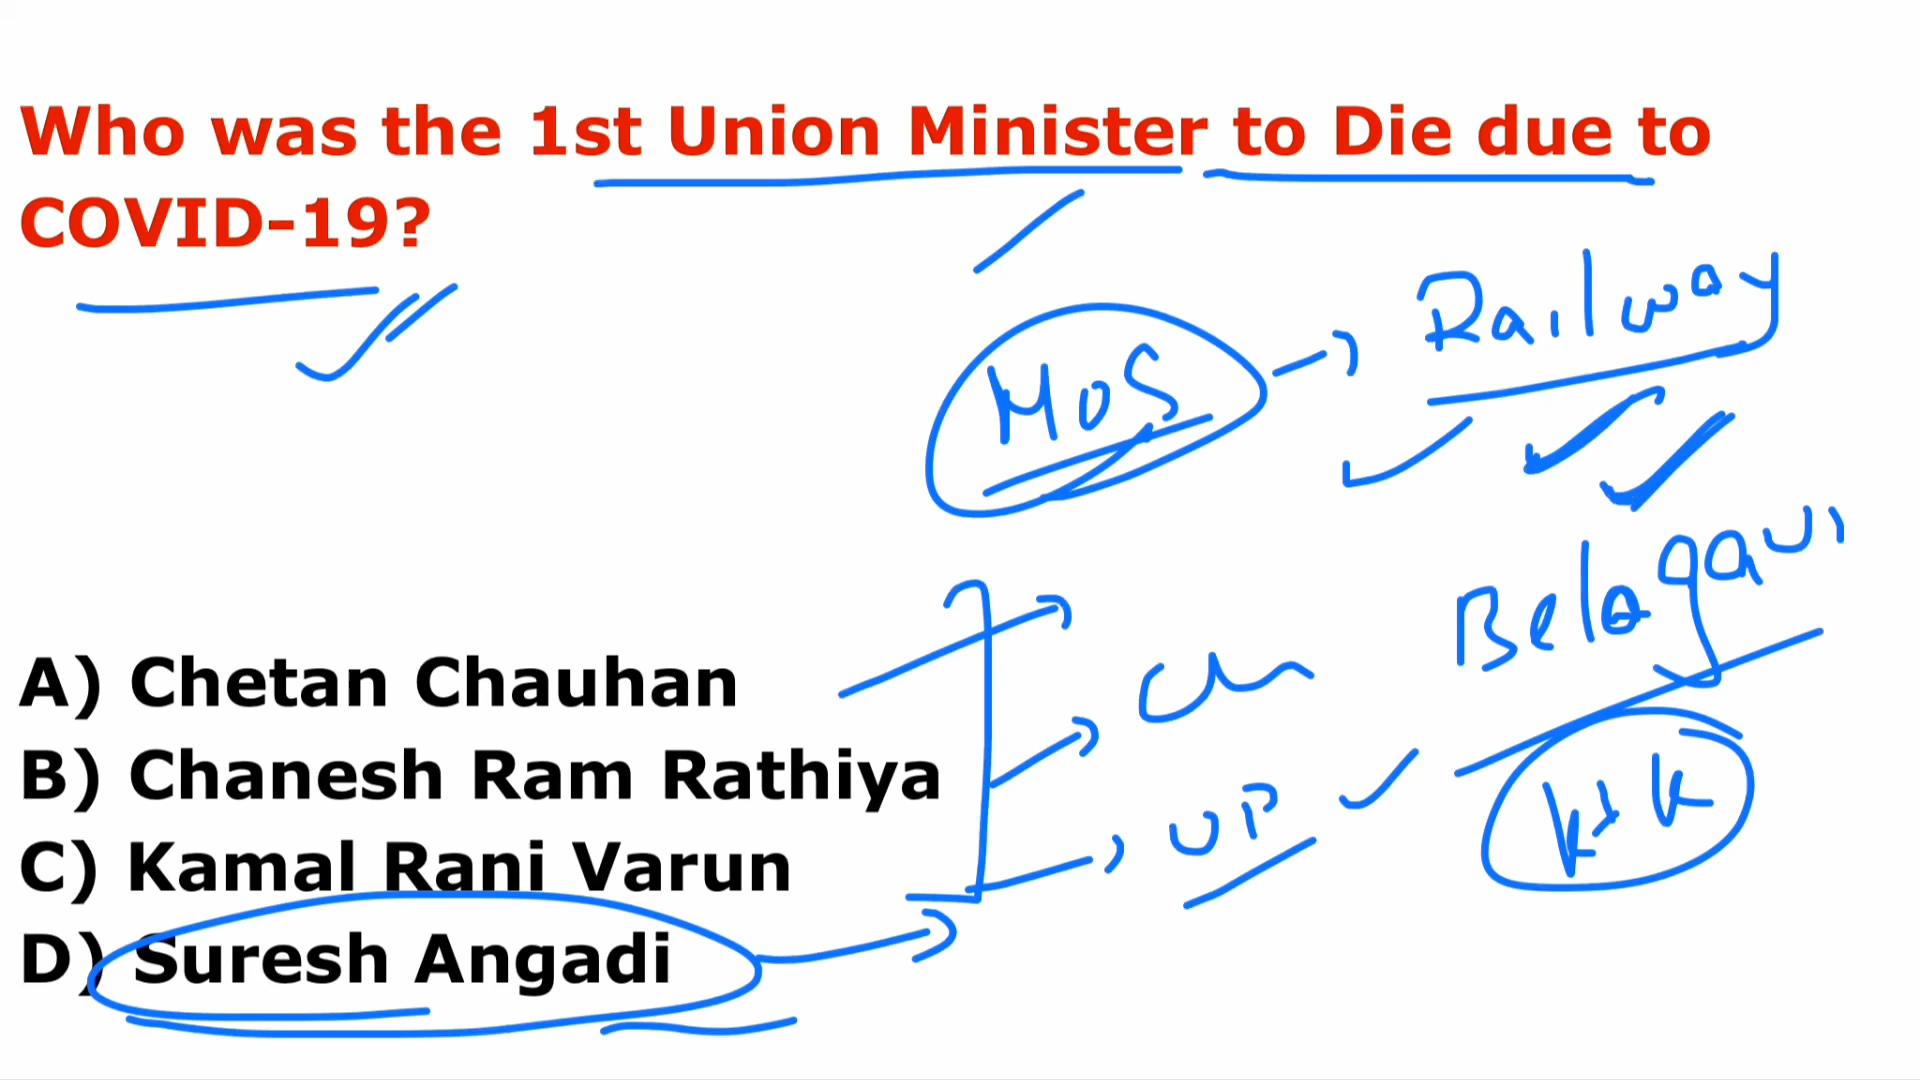 Who was the 1st Union Minister to Die due to
COVID-19?
MoS
Railway
Belagavi
A) Chetan Chauhan
B) Chanesh Ram Rathiya
C) Kamal Rani Varun
UP
D) Suresh Angadi